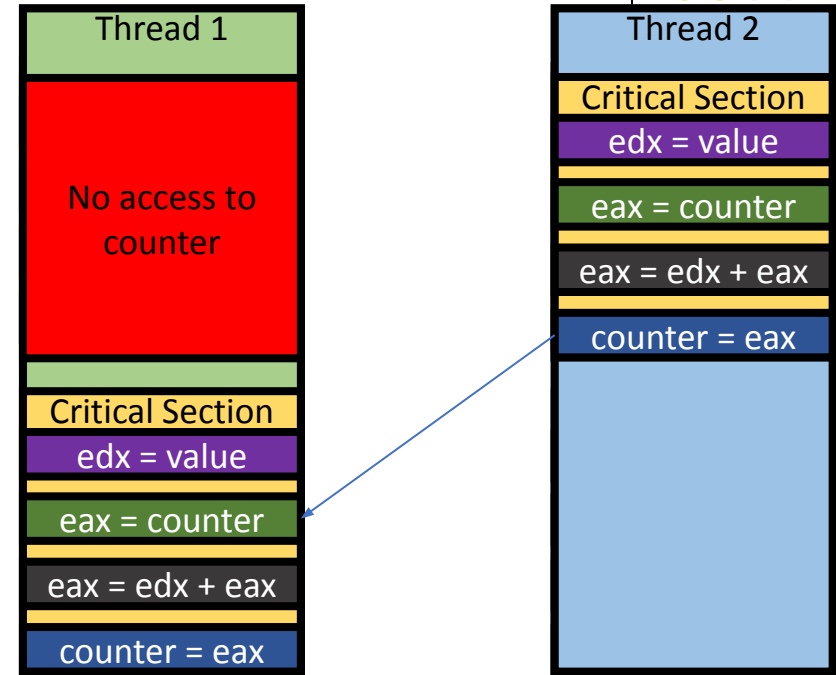 Thread 1
No access to
counter
Critical Section
edx = value
eax = counter
eax = edx + eax
counter = eax
Thread 2
Critical Section
edx = value
eax = counter
eax = edx + eax
counter = eax